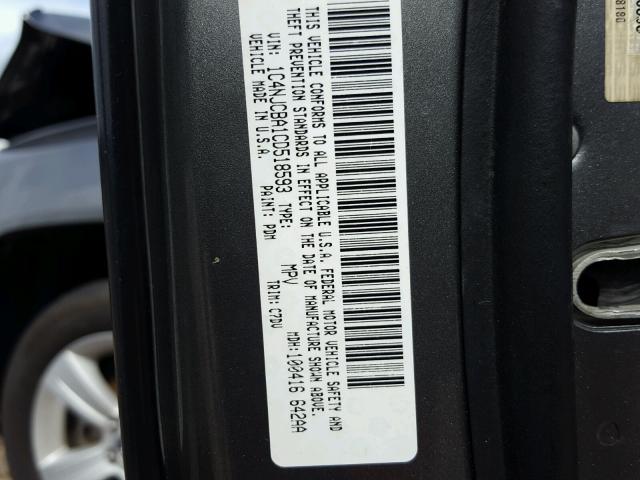 THIS VEHICLE CONFORMS TO ALL APPLICABLE U.S.A. FEDERAL MOTOR VEHICLE SAFETY AND
THEFT PREVENTION STANDARDS IN EFFECT ON THE DATE OF MANUFACTURE SHOWN ABOVE.
VIN: 1C4NJCBA1CD518593 TYPE: MPV MDH:100416 642AA
VEHICLE MADE IN U.S.A. PAINT: PDM TRIM: C7DV